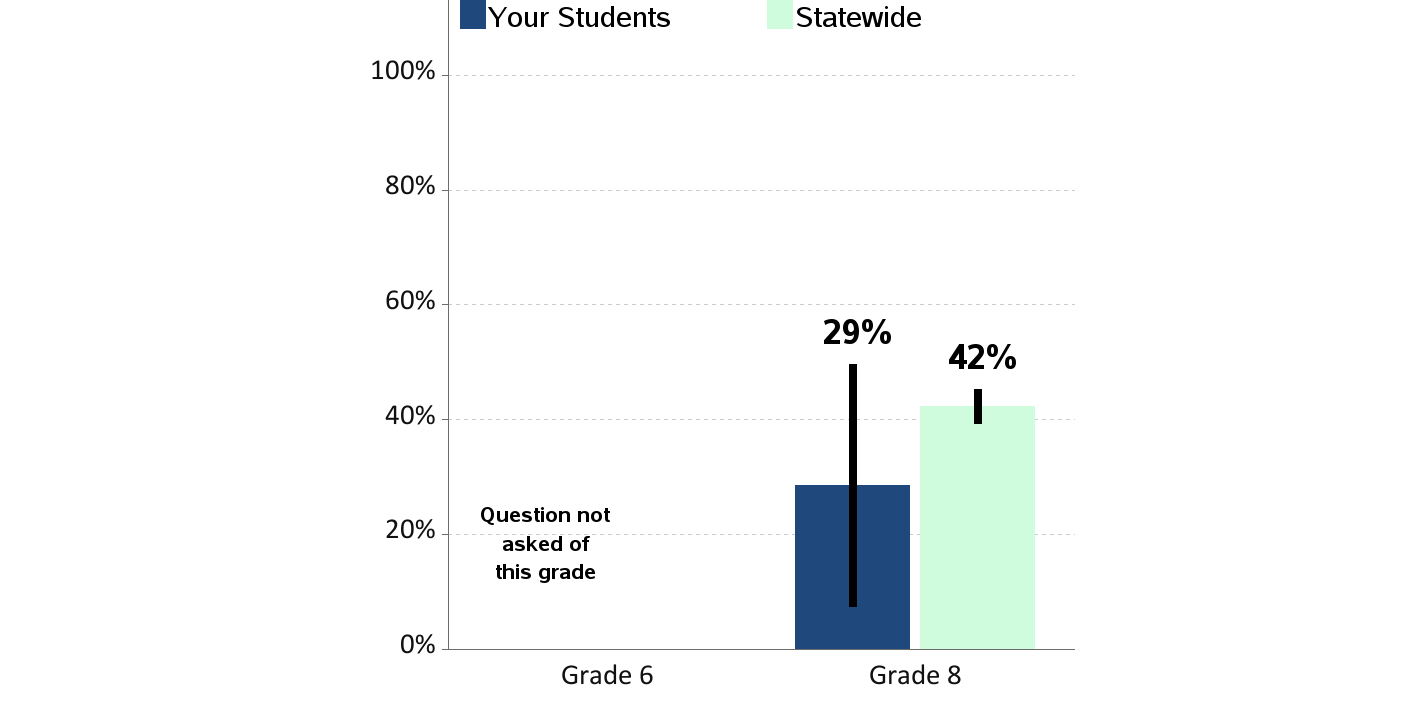 Your Students Statewide
100%
80%
60%
29%
42%
40%
Question not
20%
asked of
this grade
0%
Grade 6 Grade 8